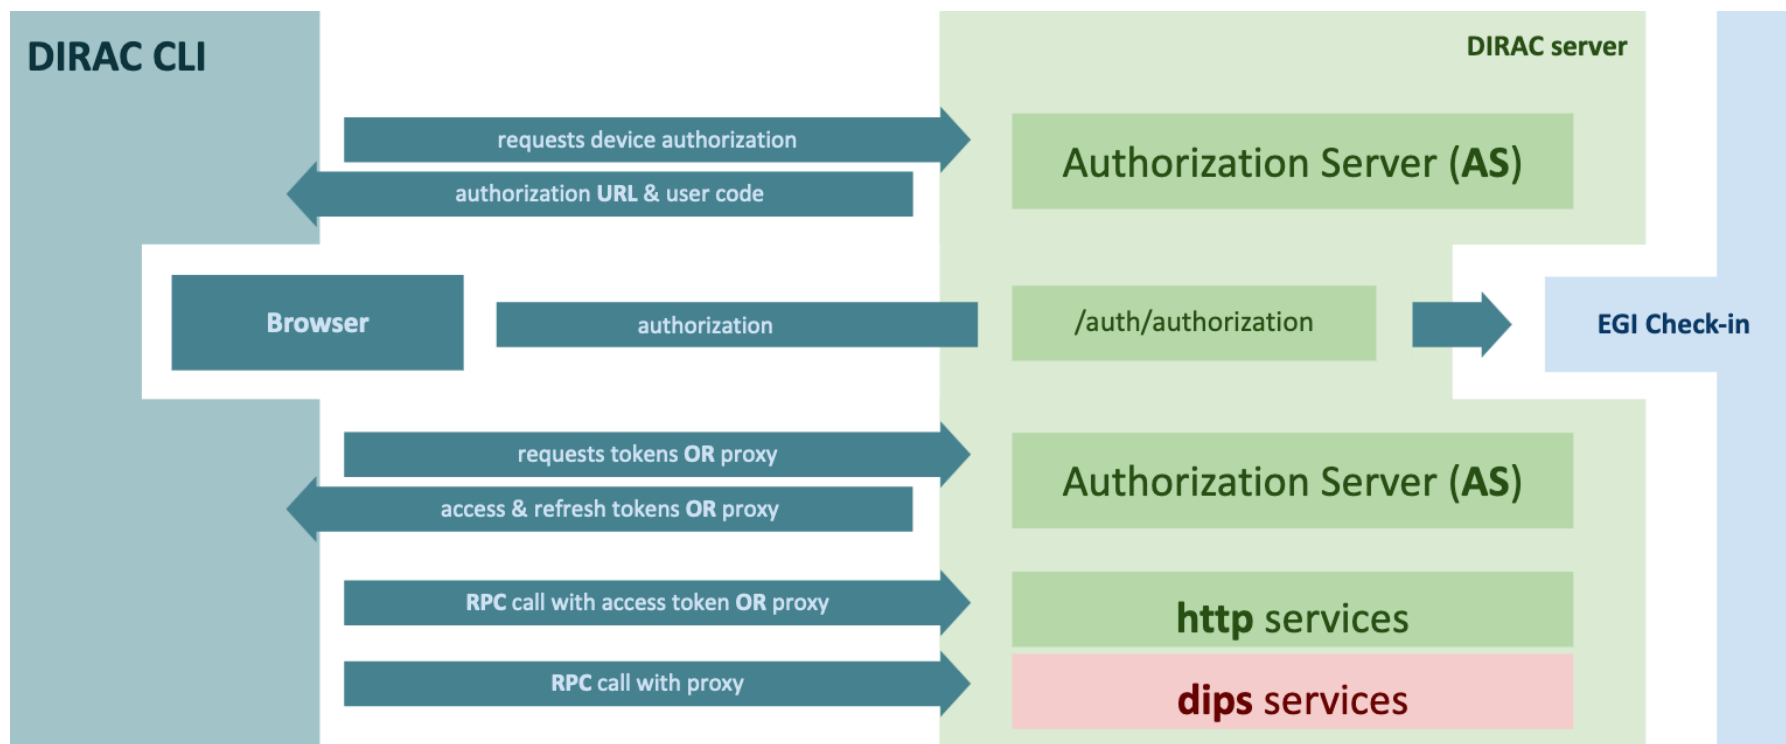 DIRAC CLI
DIRAC server
requests device authorization
Authorization Server (AS)
authorization URL & user code
Browser
authorization
/auth/authorization
EGI Check-in
requests tokens OR proxy
Authorization Server (AS)
access & refresh tokens OR proxy
RPC call with access token OR proxy
http services
RPC call with proxy
dips services